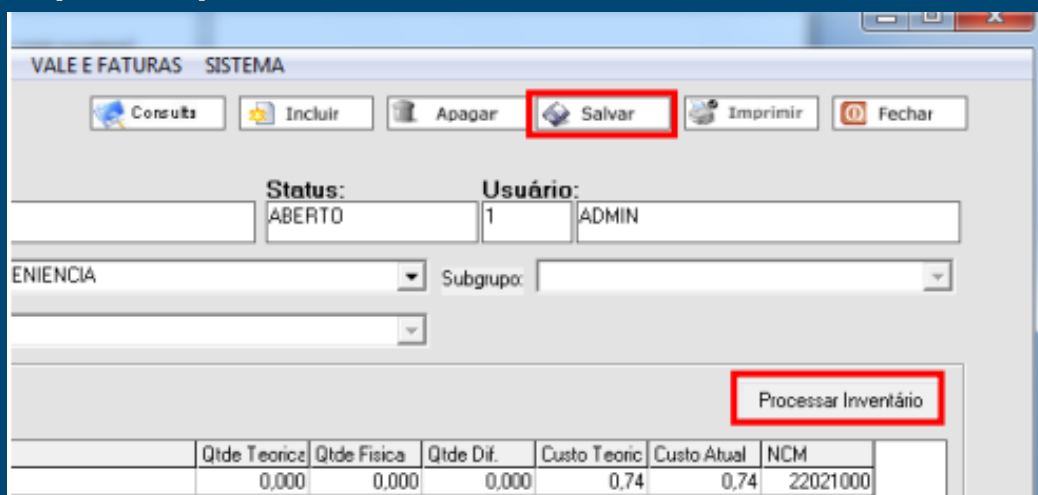 VALE E FATURAS SISTEMA
Consulta Incluir Apagar Salvar Imprimir Fechar
Status: Usuário:
ABERTO 1 ADMIN
ENIENCIA Subgrupo:
Processar Inventário
Qtde Teorica Qtde Fisica Qtde Dif. Custo Teoric Custo Atual NCM
0,000 0,000 0,000 0,74 0,74 22021000